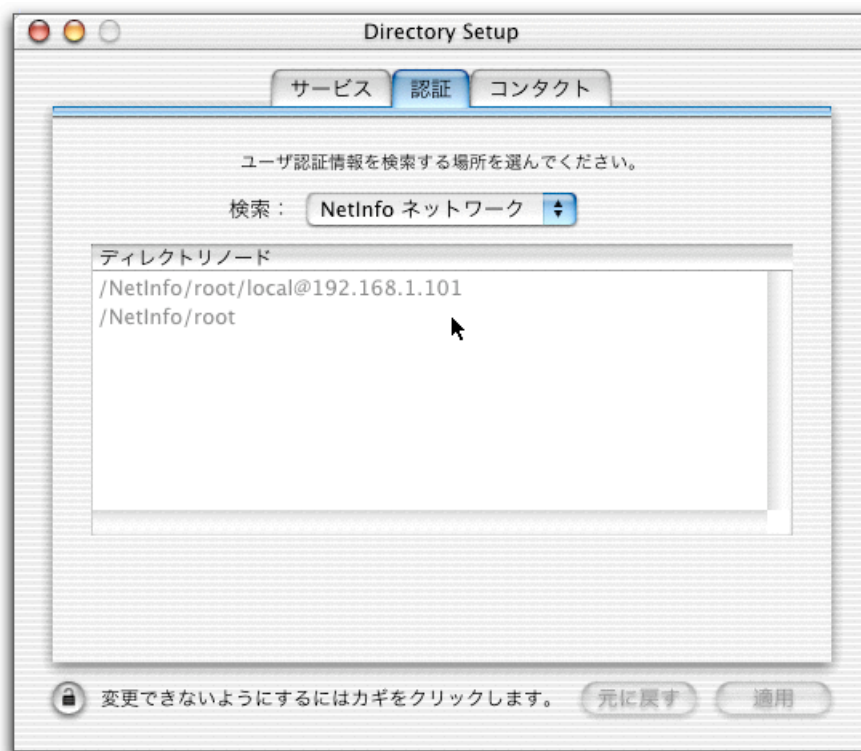 Directory Setup
サービス 認証 コンタクト
ユーザ認証情報を検索する場所を選んでください。
検索： NetInfo ネットワーク
ディレクトリノード
/NetInfo/root/local@192.168.1.101
/NetInfo/root
変更できないようにするにはカギをクリックします。 元に戻す 適用